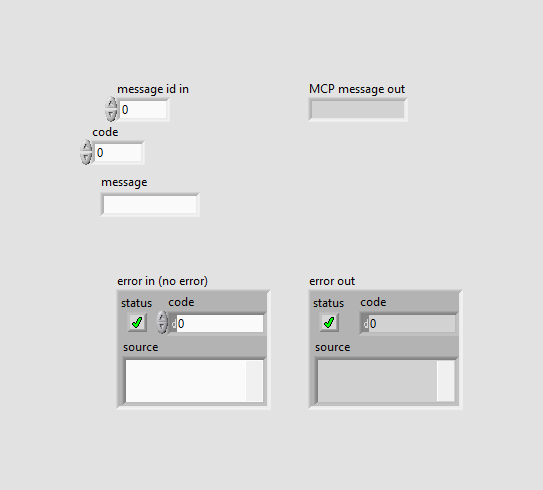 message id in
MCP message out
0
code
0
message
error in (no error)
error out
status
code
status
code
d 0
d 0
source
source